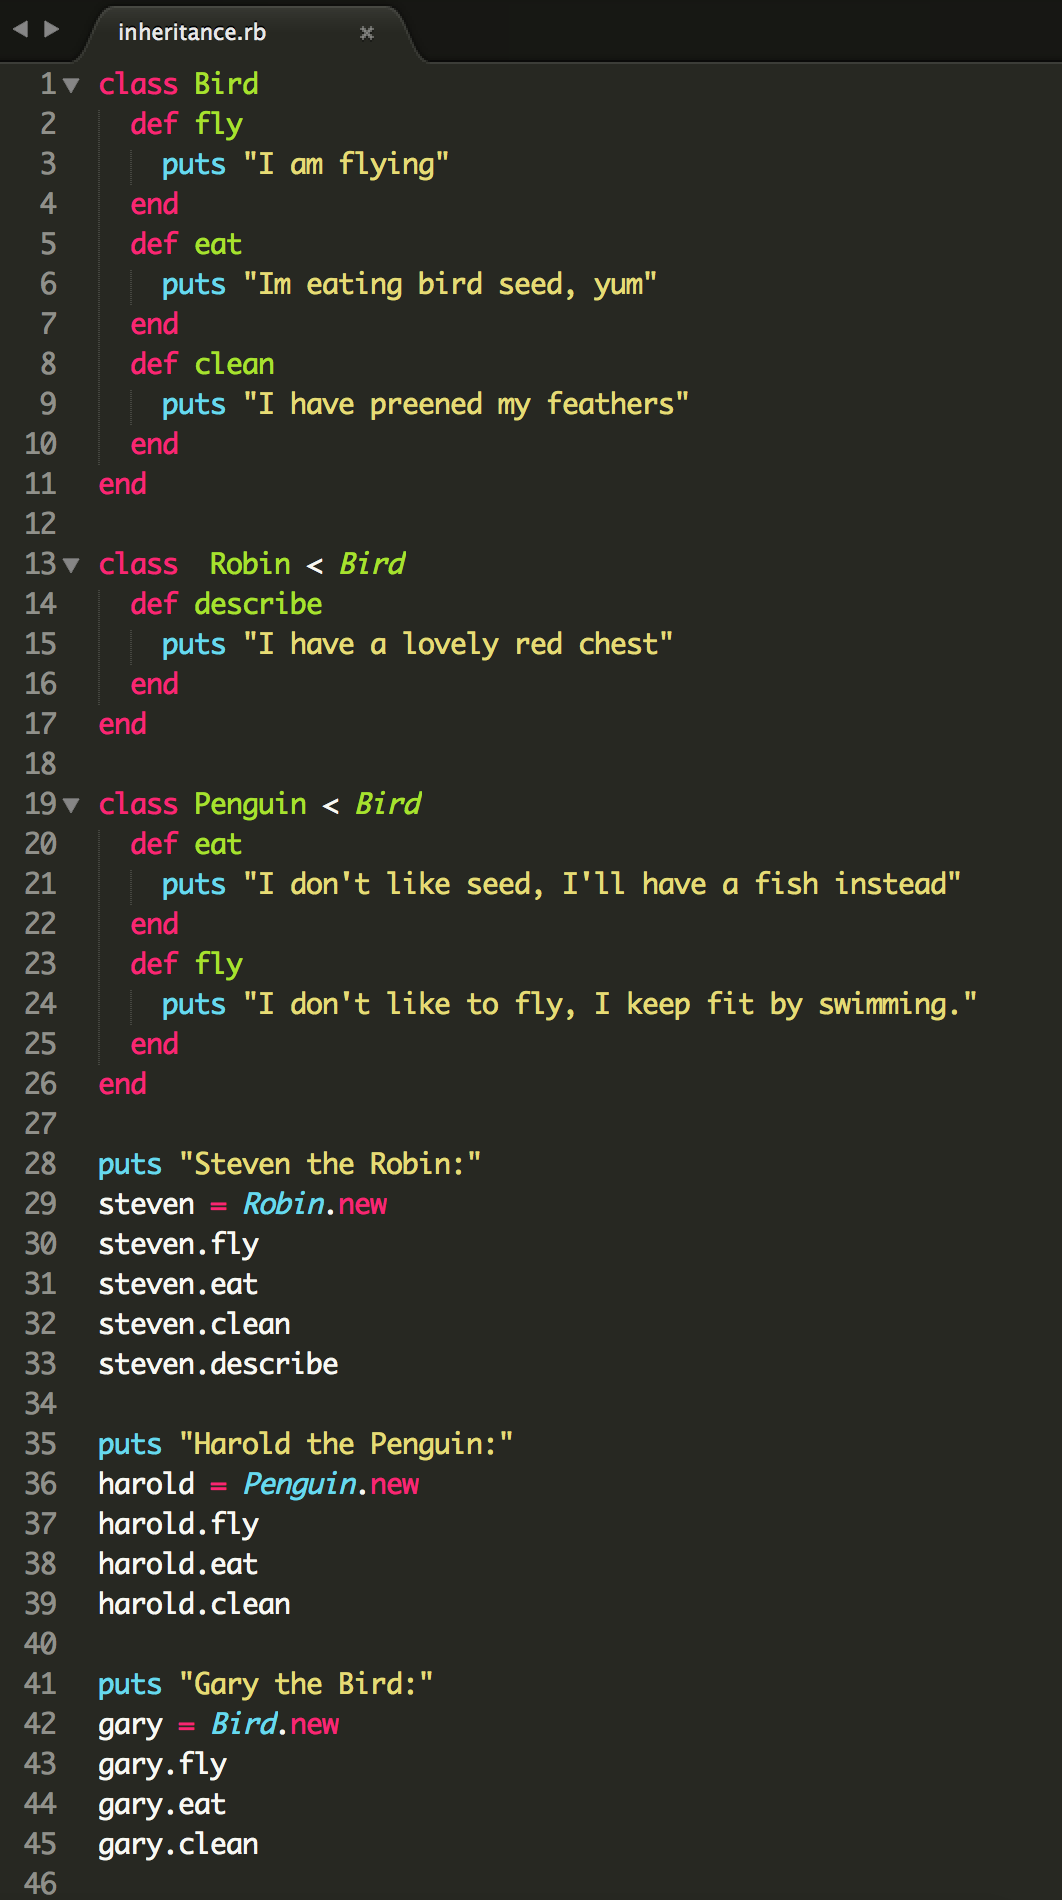 inheritance.rb
1 class Bird
2   def fly
3     puts "I am flying"
4   end
5   def eat
6     puts "Im eating bird seed, yum"
7   end
8   def clean
9     puts "I have preened my feathers"
10   end
11 end
12
13 class  Robin < Bird
14   def describe
15     puts "I have a lovely red chest"
16   end
17 end
18
19 class Penguin < Bird
20   def eat
21     puts "I don't like seed, I'll have a fish instead"
22   end
23   def fly
24     puts "I don't like to fly, I keep fit by swimming."
25   end
26 end
27
28 puts "Steven the Robin:"
29 steven = Robin.new
30 steven.fly
31 steven.eat
32 steven.clean
33 steven.describe
34
35 puts "Harold the Penguin:"
36 harold = Penguin.new
37 harold.fly
38 harold.eat
39 harold.clean
40
41 puts "Gary the Bird:"
42 gary = Bird.new
43 gary.fly
44 gary.eat
45 gary.clean
46